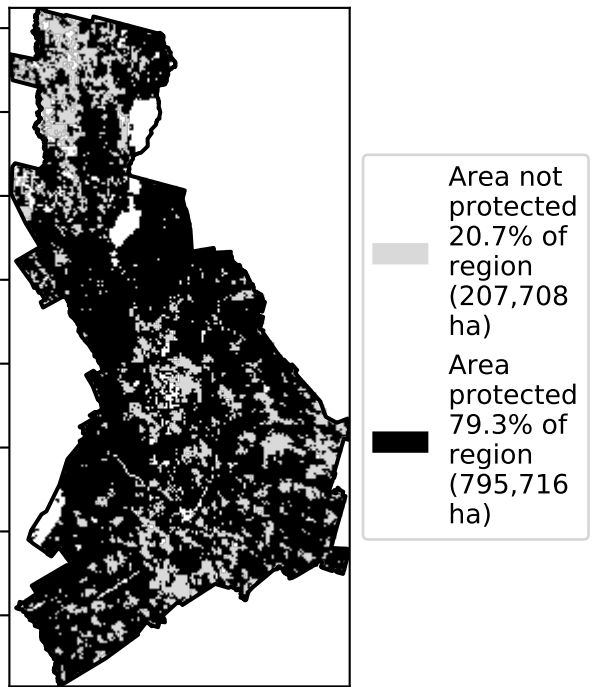 Area not
protected
20.7% of
region
(207,708
ha)
Area
protected
79.3% of
region
(795,716
ha)